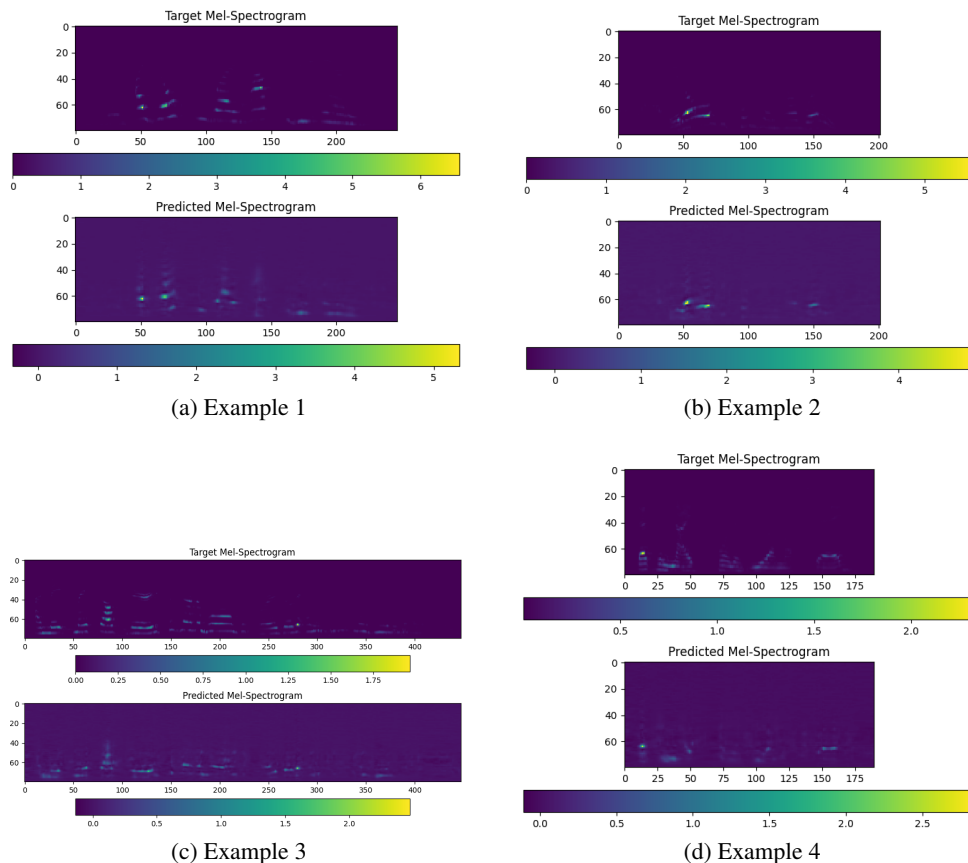 Target Mel-Spectrogram
0
20
40
60
0 50 100 150 200
0 1 2 3 4 5 6
Predicted Mel-Spectrogram
0
20
40
60
0 50 100 150 200
0 1 2 3 4 5
(a) Example 1
Target Mel-Spectrogram
0
20
40
60
0 50 100 150 200
0 1 2 3 4 5
Predicted Mel-Spectrogram
0
20
40
60
0 50 100 150 200
0 1 2 3 4
(b) Example 2
Target Mel-Spectrogram
0
20
40
60
0 50 100 150 200 250 300 350 400
0.00 0.25 0.50 0.75 1.00 1.25 1.50 1.75
Predicted Mel-Spectrogram
0
20
40
60
0 50 100 150 200 250 300 350 400
0.0 0.5 1.0 1.5 2.0
(c) Example 3
Target Mel-Spectrogram
0
20
40
60
0 25 50 75 100 125 150 175
0.5 1.0 1.5 2.0
Predicted Mel-Spectrogram
0
20
40
60
0 25 50 75 100 125 150 175
0.0 0.5 1.0 1.5 2.0 2.5
(d) Example 4